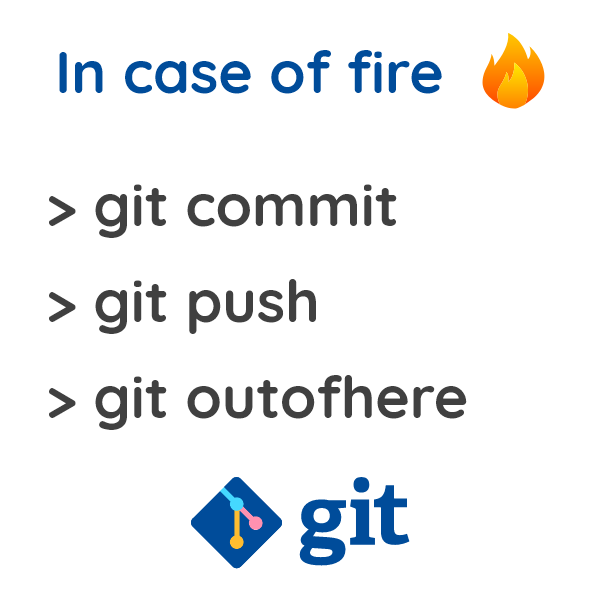 In case of fire
> git commit
> git push
> git outofhere
git